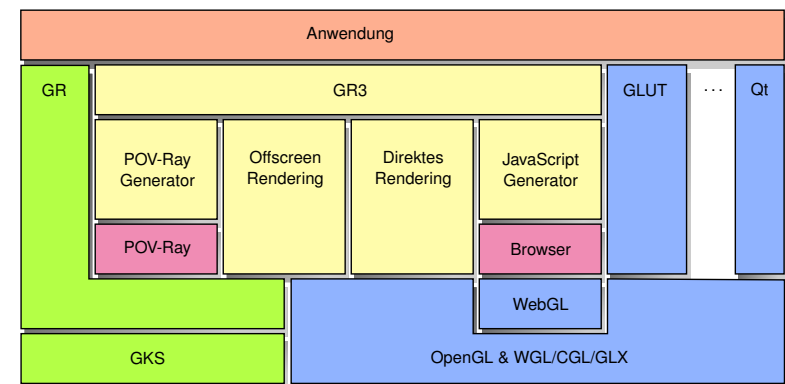 Anwendung
GR
GR3
GLUT
...
Qt
POV-Ray
Generator
Offscreen
Rendering
Direktes
Rendering
JavaScript
Generator
POV-Ray
Browser
WebGL
GKS
OpenGL & WGL/CGL/GLX